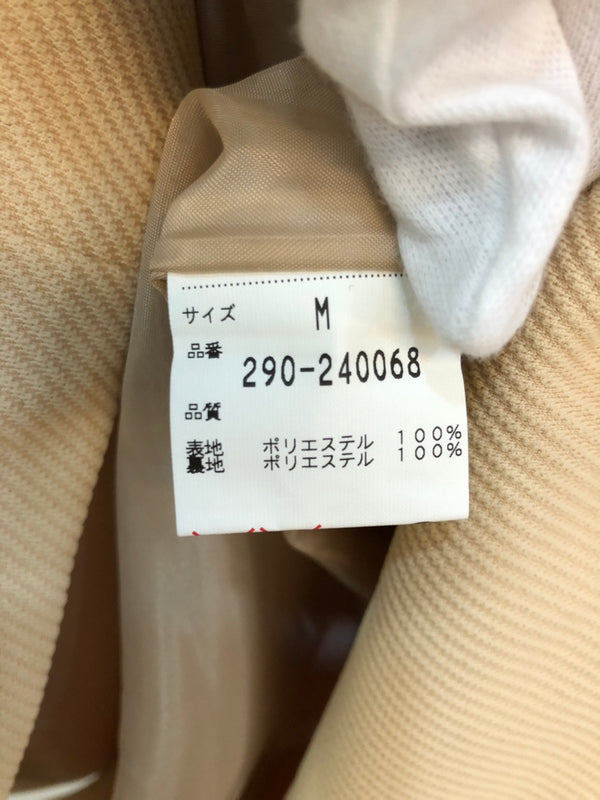 サイズ M
品番
290-240068
品質
表地 ポリエステル 100%
裏地 ポリエステル 100%